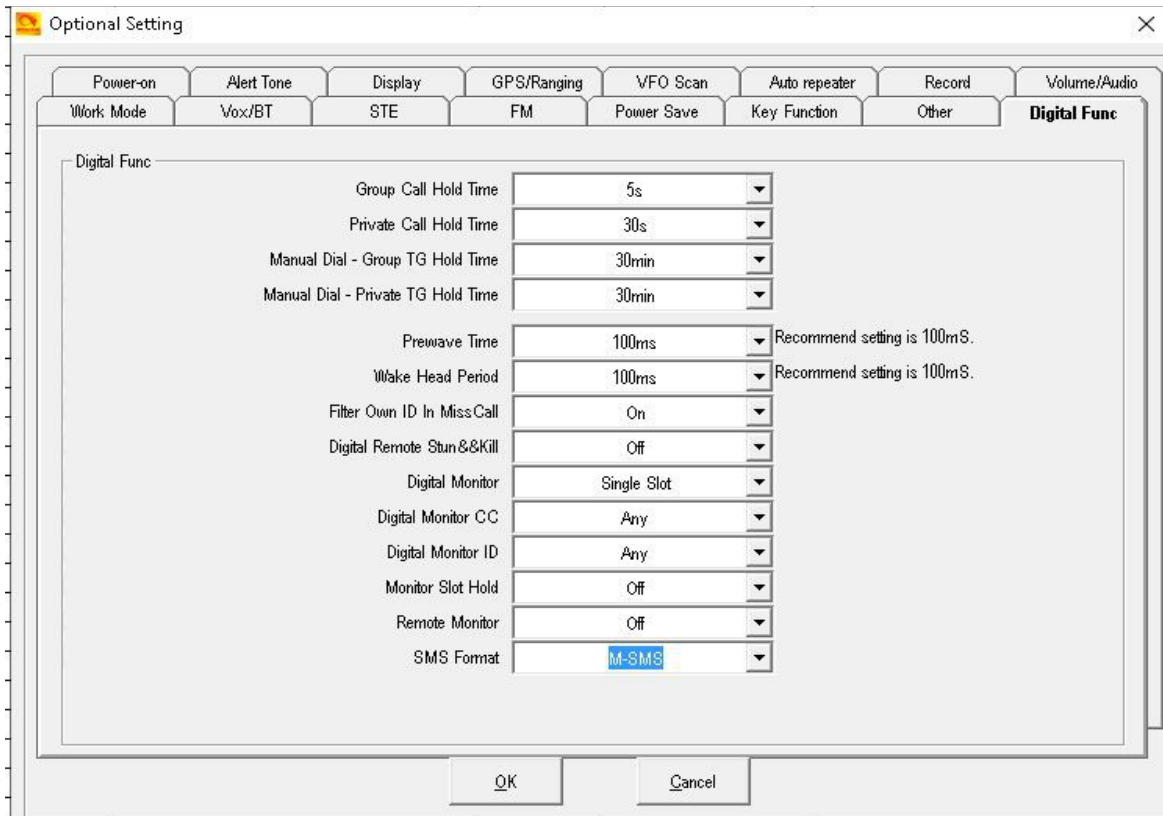 Optional Setting
Power-on Alert Tone Display GPS/Ranging VFO Scan Auto repeater Record Volume/Audio
Work Mode Vox/BT STE FM Power Save Key Function Other Digital Func
Digital Func
Group Call Hold Time 5s
Private Call Hold Time 30s
Manual Dial - Group TG Hold Time 30min
Manual Dial - Private TG Hold Time 30min
Prewave Time 100ms Recommend setting is 100mS.
Wake Head Period 100ms Recommend setting is 100mS.
Filter Own ID In MissCall On
Digital Remote Stun&&Kill Off
Digital Monitor Single Slot
Digital Monitor CC Any
Digital Monitor ID Any
Monitor Slot Hold Off
Remote Monitor Off
SMS Format M-SMS
OK Cancel